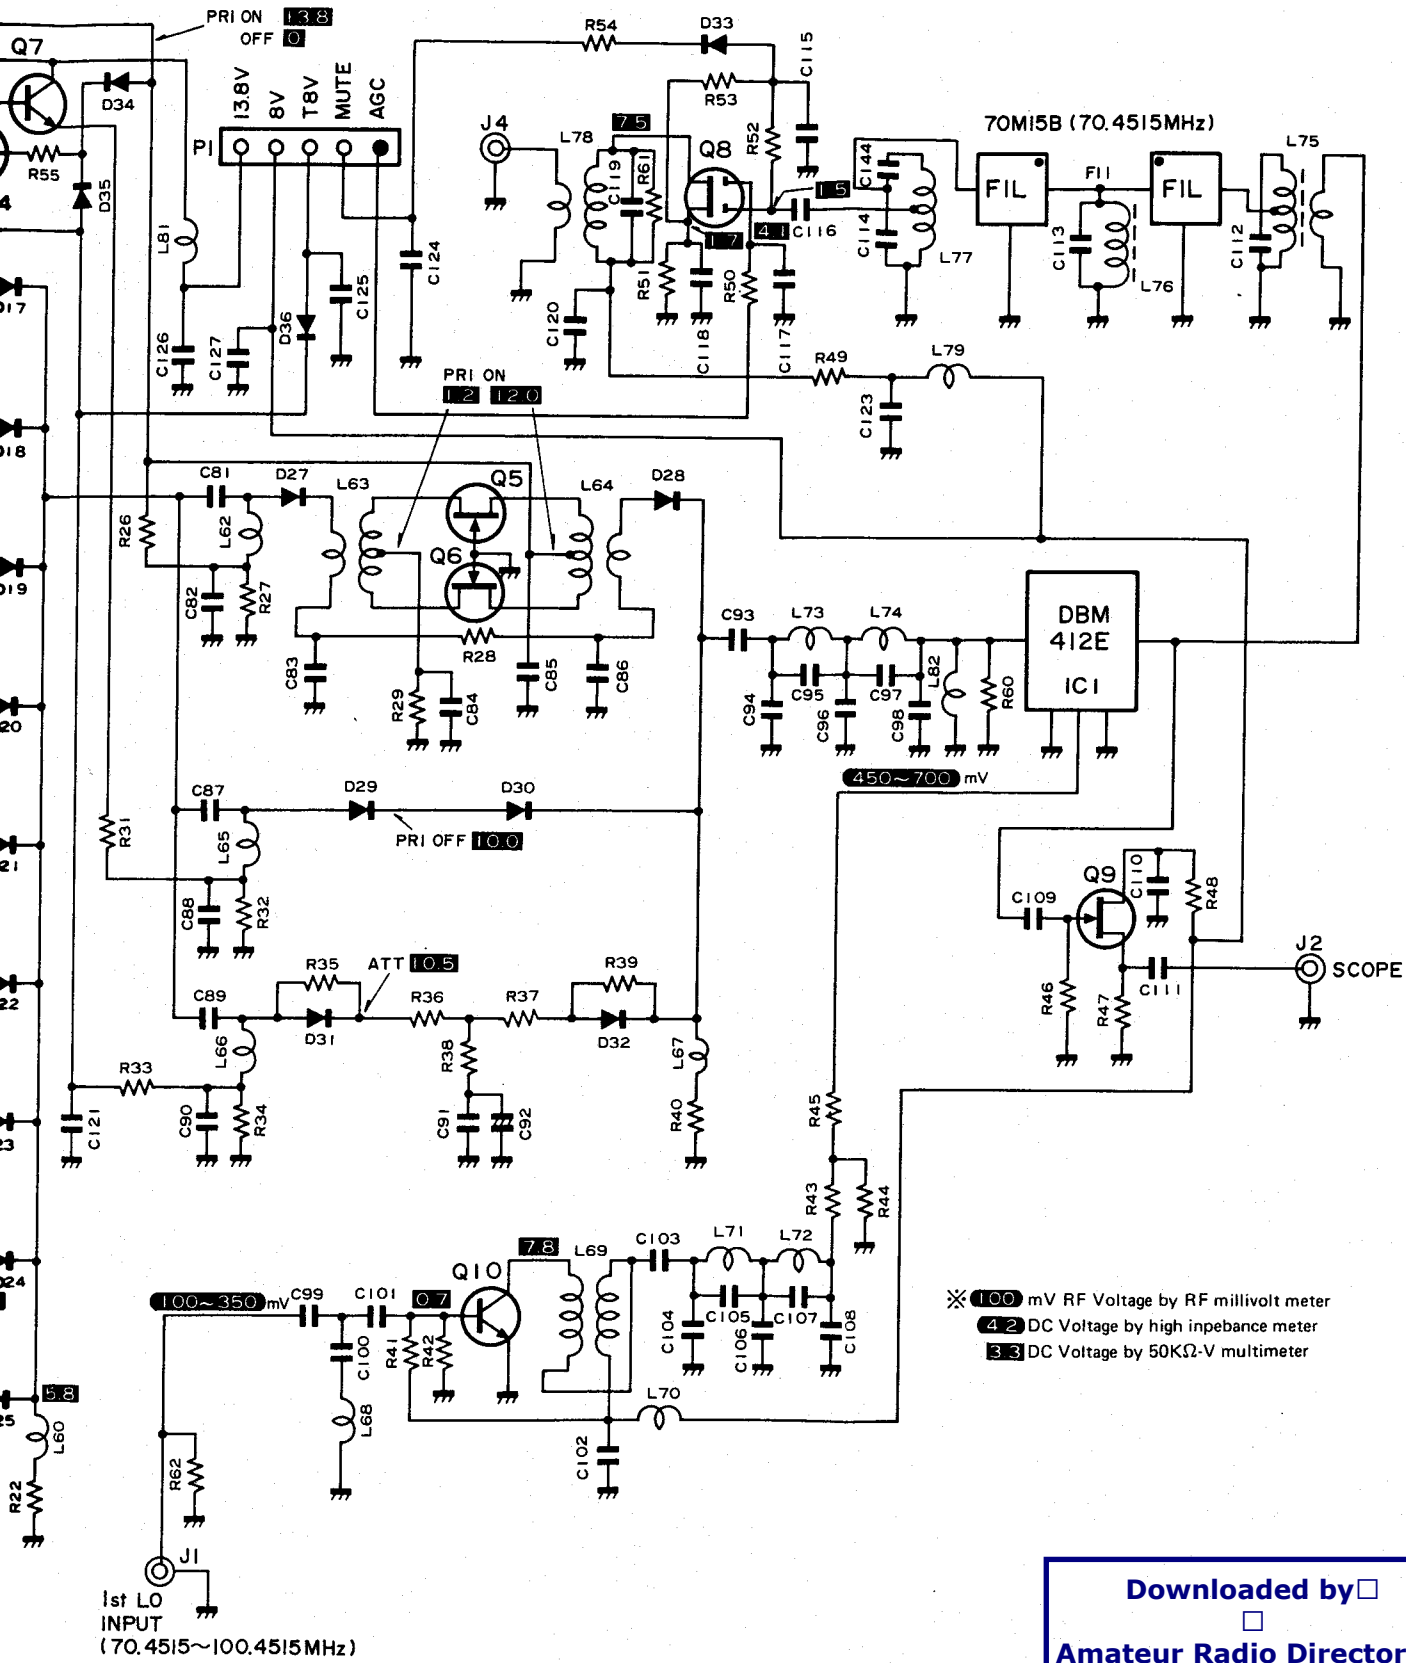 PRI ON 13.8
OFF 0
Q7
D34
R55
D35
L81
P1
13.8V
8V
T8V
MUTE
AGC
J4
L78
7.5
C119
R61
Q8
R54
D33
C115
R53
R52
1.5
4.1
C116
1.7
R51
R50
C118
C117
C144
C114
L77
70M15B (70.4515MHz)
FIL
F11
FIL
C113
L76
L75
C112
C126
C127
D36
C125
C124
C120
R49
L79
C123
PRI ON
1.2 12.0
C81
D27
L63
Q5
L64
D28
R26
L62
Q6
C82
R27
C83
R28
R29
C84
C85
C86
C93
L73
L74
C95
C97
L82
R60
C94
C96
C98
DBM
412E
IC1
450~700 mV
C87
D29
D30
R31
L65
PRI OFF 10.0
C88
R32
C109
Q9
C110
R48
R46
R47
C111
J2
SCOPE
R35
ATT 10.5
R39
C89
R36
R37
D31
D32
L66
R38
L67
R33
C121
C90
R34
C91
C92
R40
R45
R43
R44
7.8
L69
C103
L71
L72
Q10
100~350 mV
C99
C101
0.7
C105
C107
C104
C106
C108
C100
R41
R42
L68
L70
C102
5.8
L60
R22
R62
J1
1st LO
INPUT
(70.4515~100.4515MHz)
※ 100 mV RF Voltage by RF millivolt meter
4.2 DC Voltage by high inpebance meter
3.3 DC Voltage by 50KΩ-V multimeter
4
D17
D18
D19
20
21
22
23
D24
25
Downloaded by□
□
Amateur Radio Director